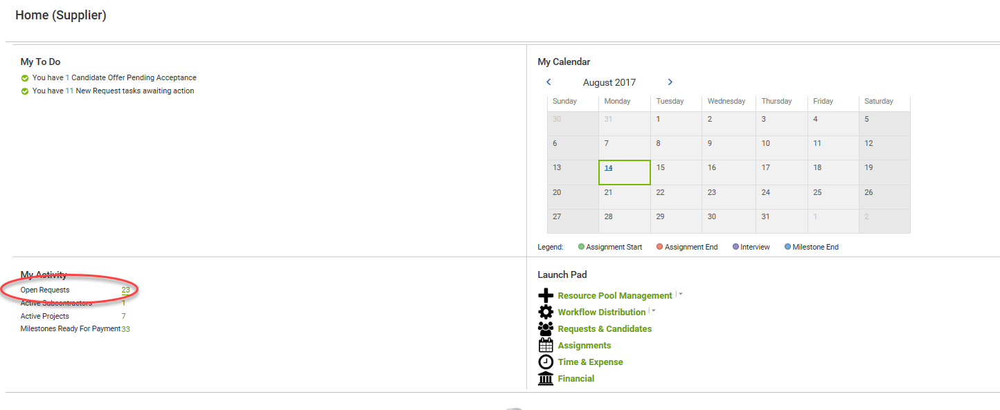 Home (Supplier)
My To Do
You have 1 Candidate Offer Pending Acceptance
You have 11 New Request tasks awaiting action
My Calendar
August 2017
Sunday Monday Tuesday Wednesday Thursday Friday Saturday
30 31 1 2 3 4 5
6 7 8 9 10 11 12
13 14 15 16 17 18 19
20 21 22 23 24 25 26
27 28 29 30 31 1 2
Legend: Assignment Start Assignment End Interview Milestone End
My Activity
Open Requests 23
Active Subcontractors 1
Active Projects 7
Milestones Ready For Payment 33
Launch Pad
Resource Pool Management
Workflow Distribution
Requests & Candidates
Assignments
Time & Expense
Financial